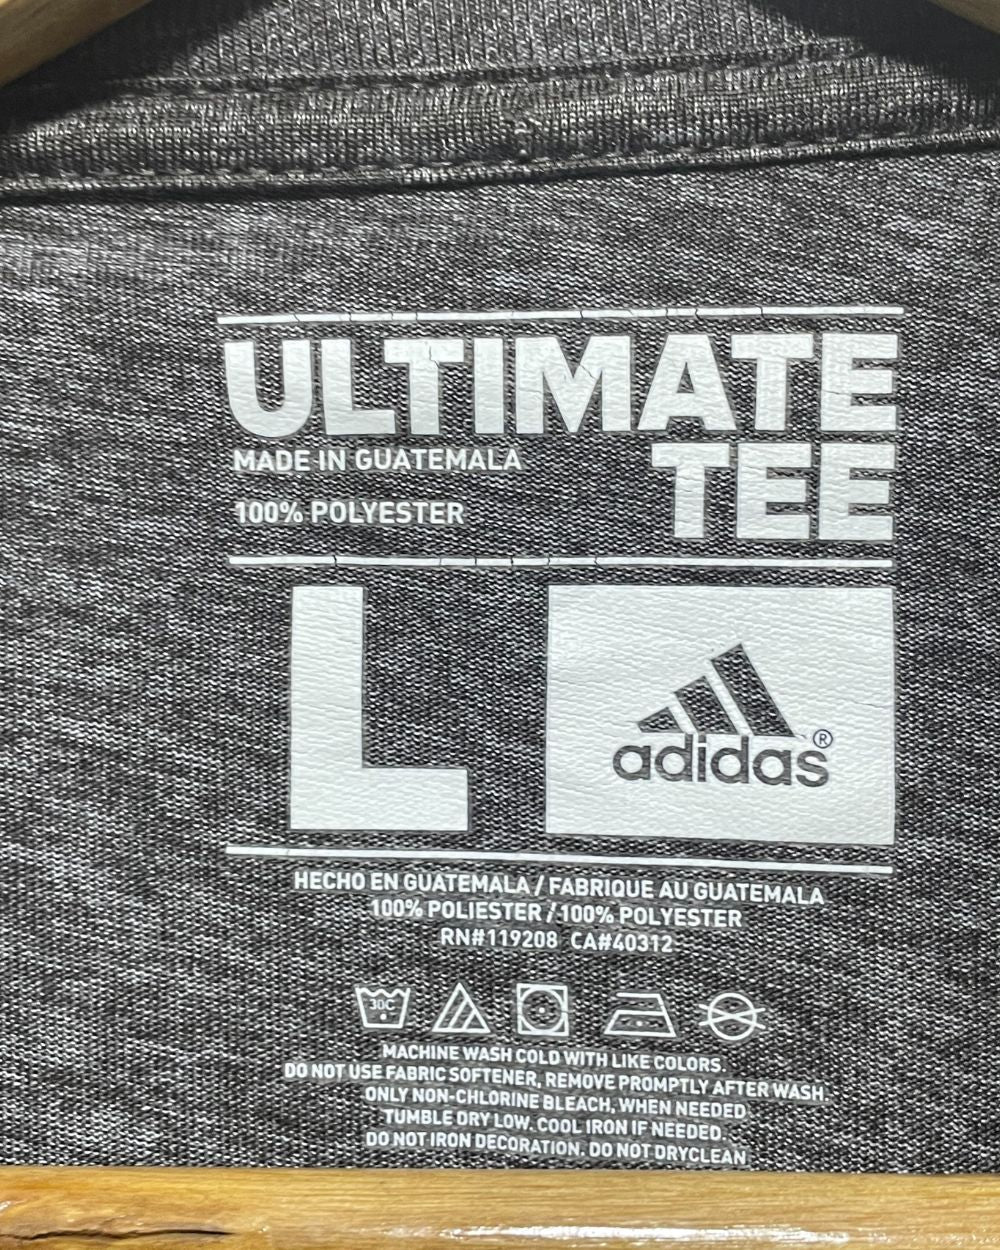 ULTIMATE
TEE
MADE IN GUATEMALA
100% POLYESTER
L
adidas®
HECHO EN GUATEMALA / FABRIQUE AU GUATEMALA
100% POLIESTER / 100% POLYESTER
RN#119208 CA#40312
30C
MACHINE WASH COLD WITH LIKE COLORS.
DO NOT USE FABRIC SOFTENER, REMOVE PROMPTLY AFTER WASH.
ONLY NON-CHLORINE BLEACH, WHEN NEEDED
TUMBLE DRY LOW. COOL IRON IF NEEDED.
DO NOT IRON DECORATION. DO NOT DRYCLEAN